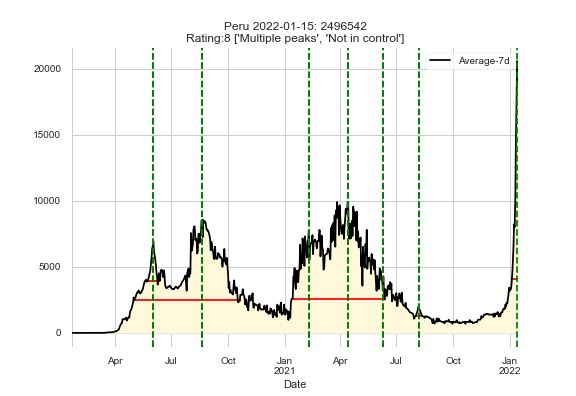 Peru 2022-01-15: 2496542
Rating:8 ['Multiple peaks', 'Not in control']
Average-7d
20000
15000
10000
5000
0
Apr
Jul
Oct
Jan
2021
Apr
Jul
Oct
Jan
2022
Date